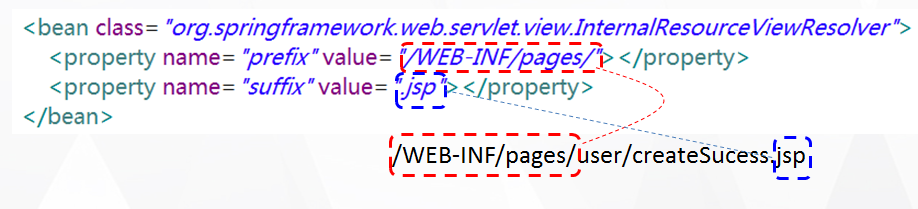 <bean class="org.springframework.web.servlet.view.InternalResourceViewResolver">
<property name="prefix" value="/WEB-INF/pages/"></property>
<property name="suffix" value=".jsp"></property>
</bean>
/WEB-INF/pages/user/createSucess.jsp